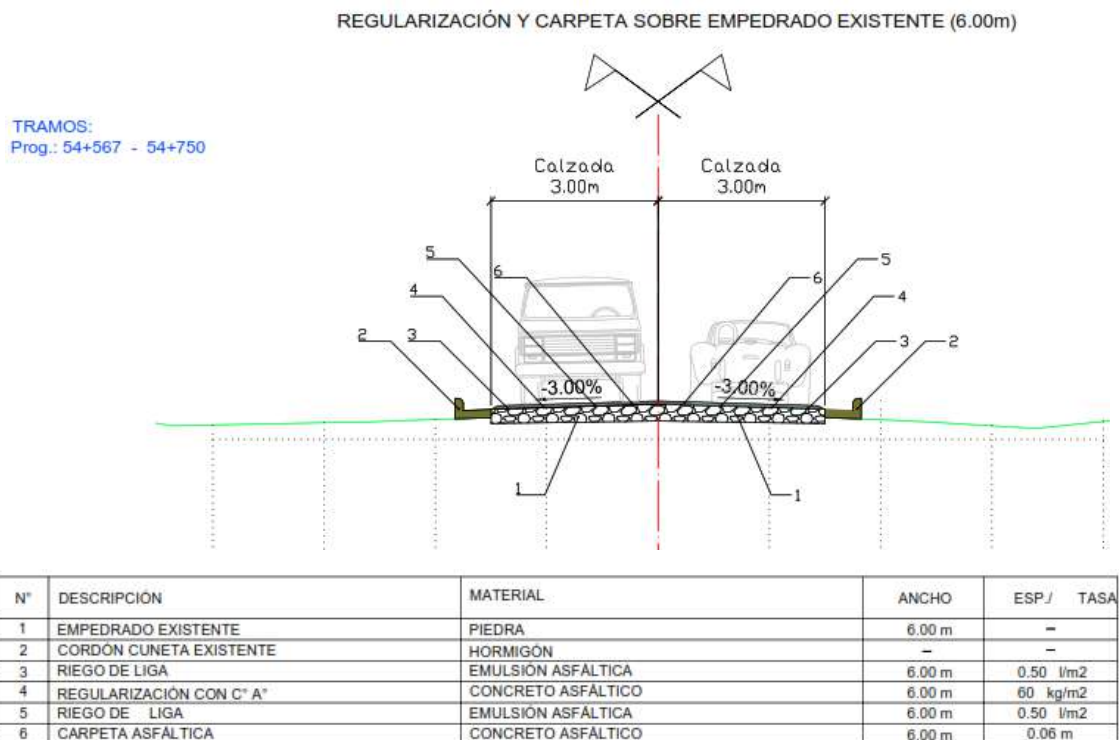 REGULARIZACIÓN Y CARPETA SOBRE EMPEDRADO EXISTENTE (6.00m)
TRAMOS:
Prog.: 54+567 - 54+750
Calzada Calzada
3.00m 3.00m
5 5
6 6
4 4
2 3 3 2
-3.00% -3.00%
1 1
N° DESCRIPCIÓN MATERIAL ANCHO ESP./ TASA
1 EMPEDRADO EXISTENTE PIEDRA 6.00 m –
2 CORDÓN CUNETA EXISTENTE HORMIGÓN – –
3 RIEGO DE LIGA EMULSIÓN ASFÁLTICA 6.00 m 0.50 l/m2
4 REGULARIZACIÓN CON C° A° CONCRETO ASFÁLTICO 6.00 m 60 kg/m2
5 RIEGO DE LIGA EMULSIÓN ASFÁLTICA 6.00 m 0.50 l/m2
6 CARPETA ASFÁLTICA CONCRETO ASFÁLTICO 6.00 m 0.06 m